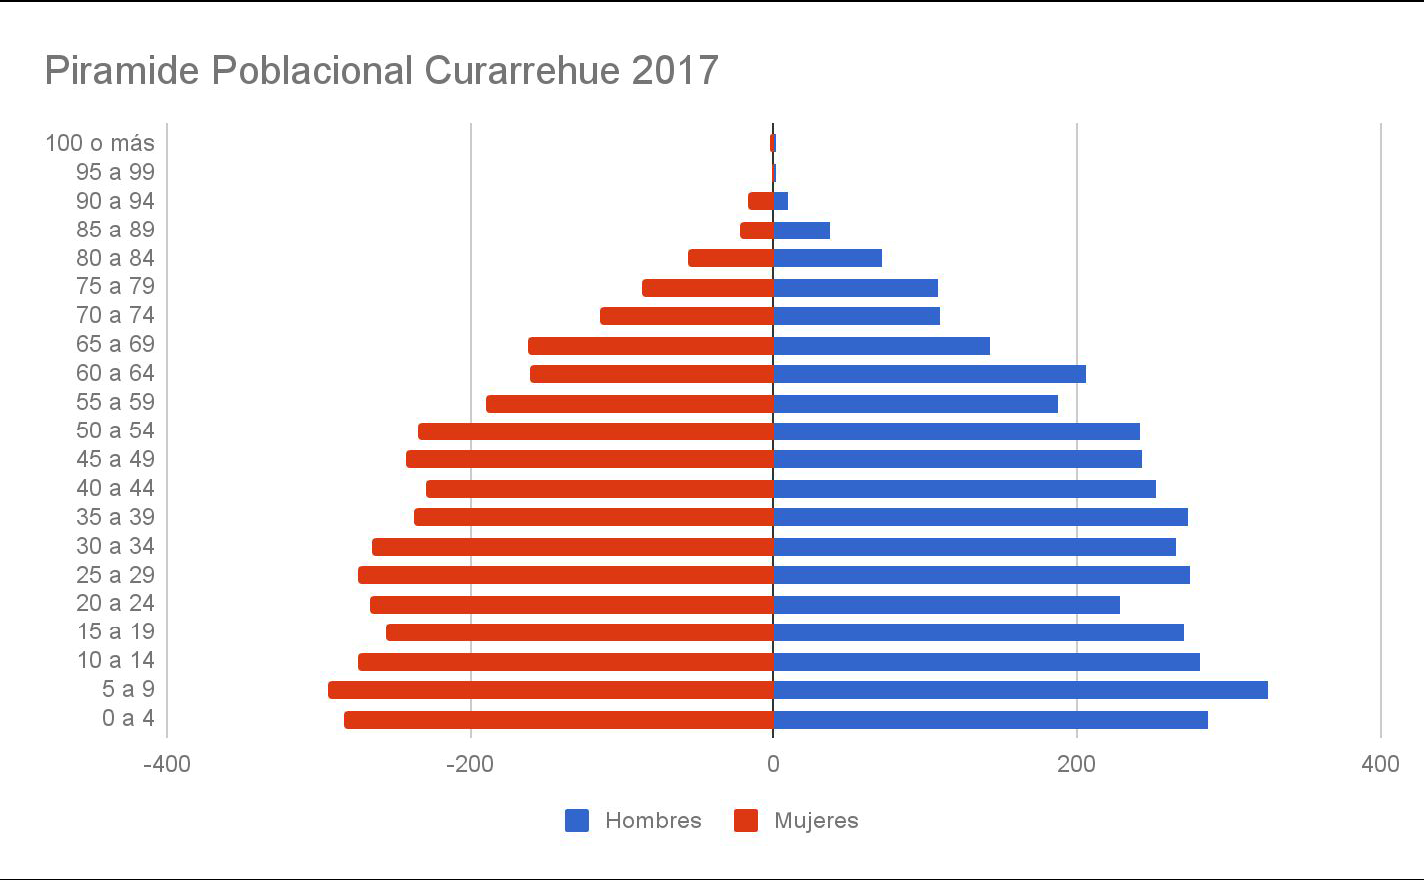 Piramide Poblacional Curarrehue 2017
100 o más
95 a 99
90 a 94
85 a 89
80 a 84
75 a 79
70 a 74
65 a 69
60 a 64
55 a 59
50 a 54
45 a 49
40 a 44
35 a 39
30 a 34
25 a 29
20 a 24
15 a 19
10 a 14
5 a 9
0 a 4
-400 -200 0 200 400
Hombres Mujeres